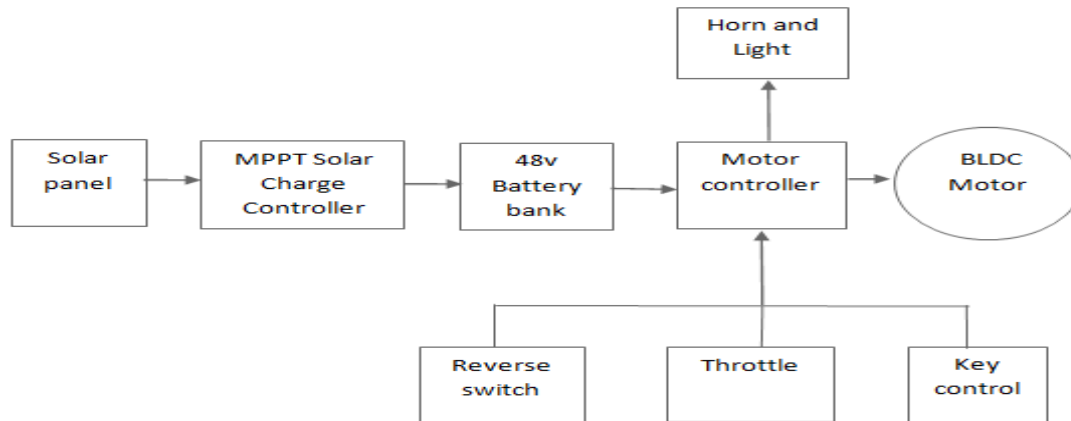 Horn and
Light
Solar
panel
MPPT Solar
Charge
Controller
48v
Battery
bank
Motor
controller
BLDC
Motor
Reverse
switch
Throttle
Key
control